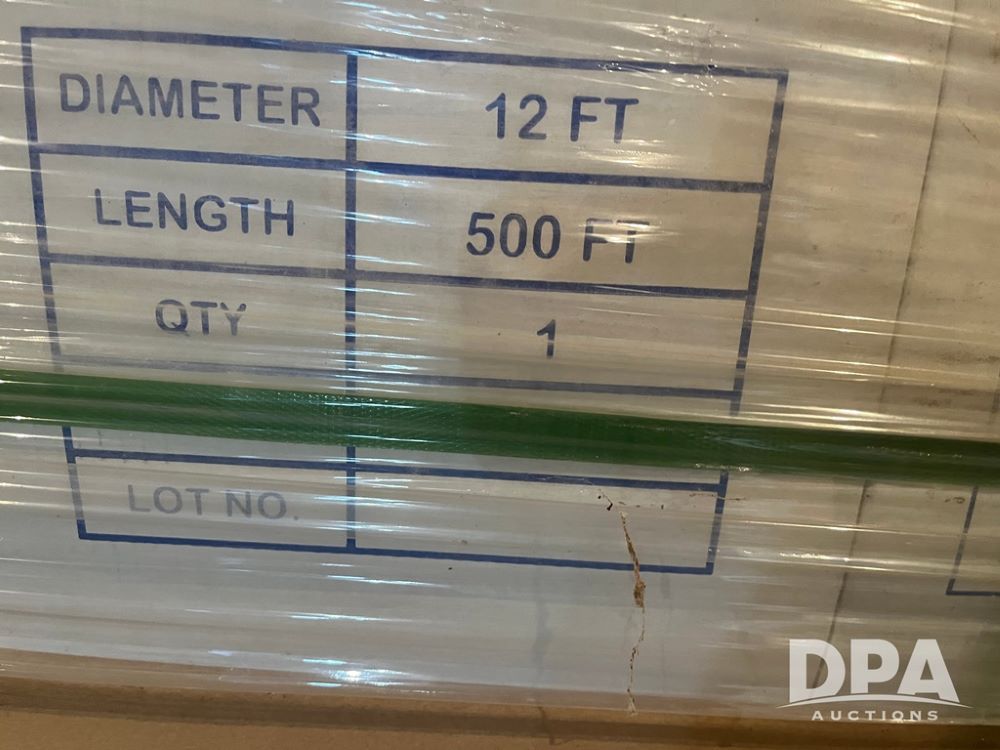 DIAMETER 12 FT
LENGTH 500 FT
QTY 1
LOT NO.
DPA
AUCTIONS